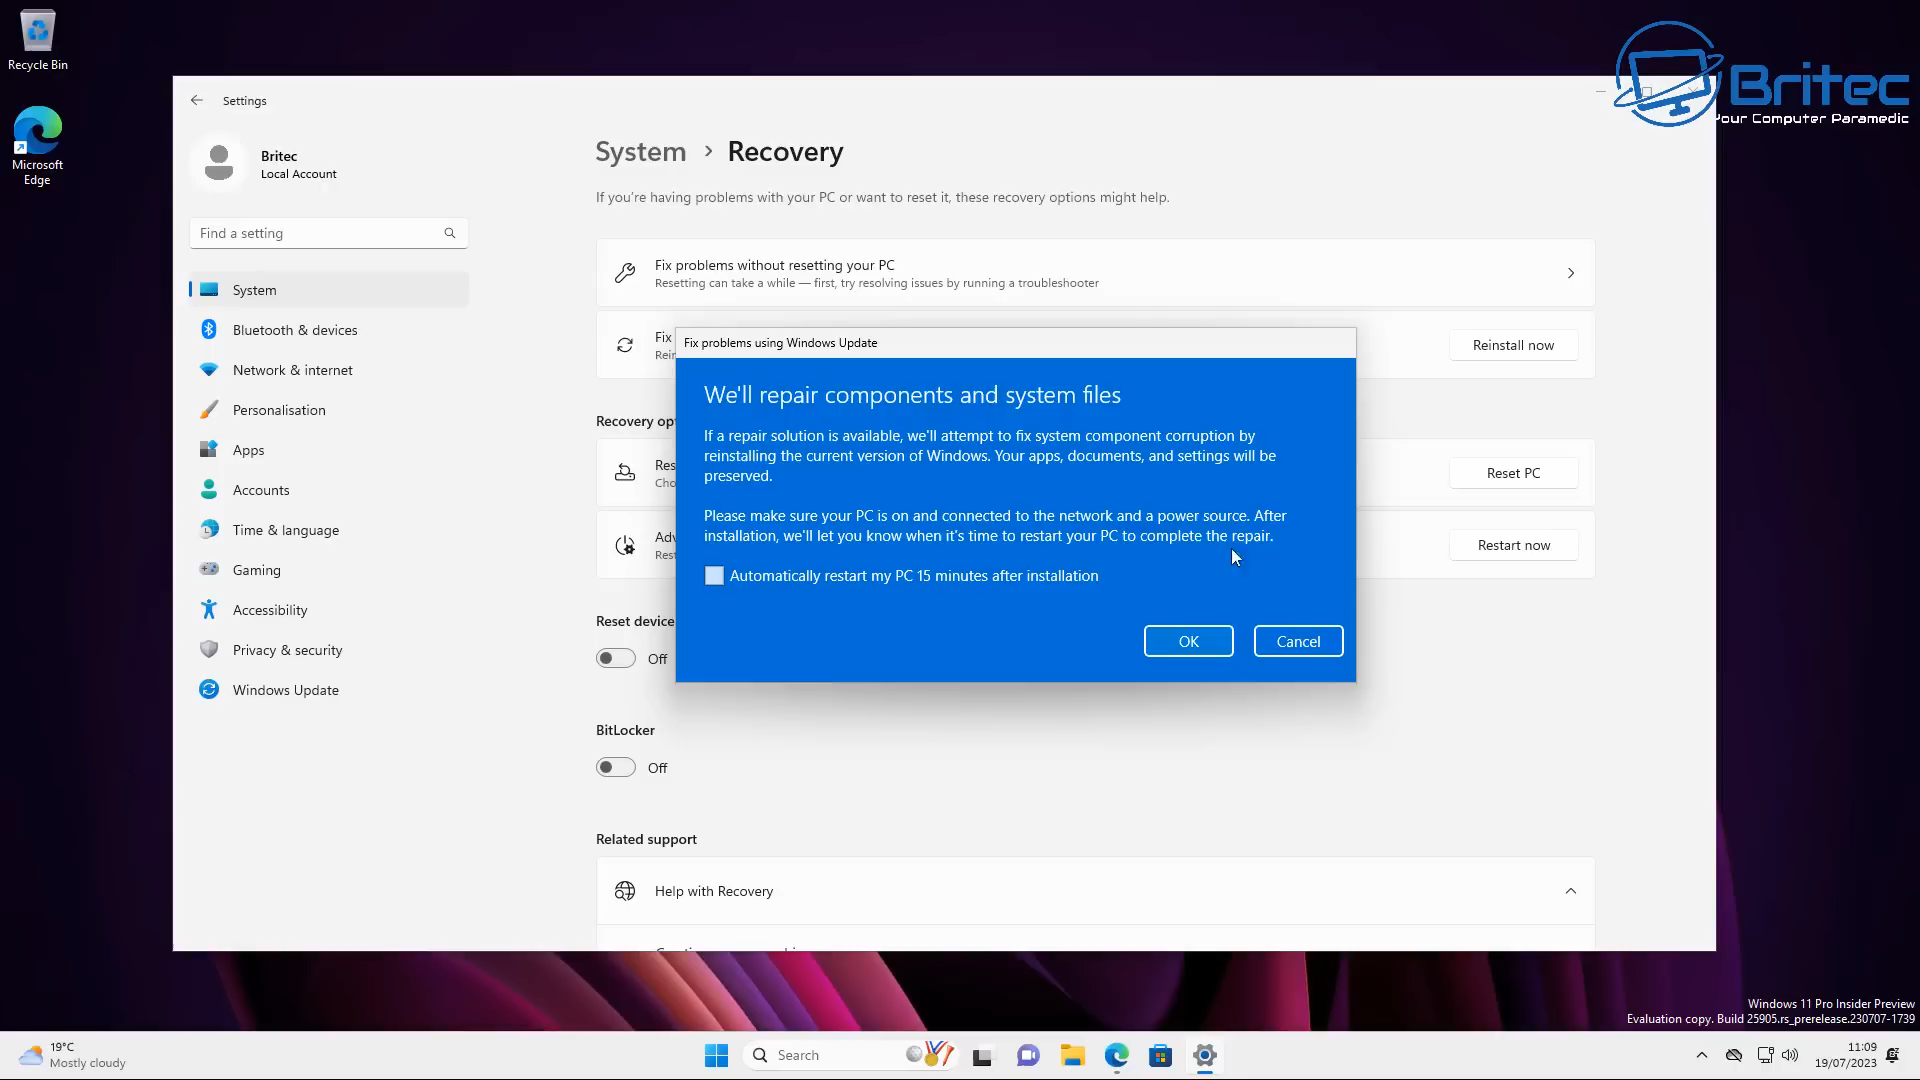 Recycle Bin
Microsoft
Edge
Britec
Your Computer Paramedic
Settings
Britec
Local Account
Find a setting
System
Bluetooth & devices
Network & internet
Personalisation
Apps
Accounts
Time & language
Gaming
Accessibility
Privacy & security
Windows Update
System > Recovery
If you're having problems with your PC or want to reset it, these recovery options might help.
Fix problems without resetting your PC
Resetting can take a while — first, try resolving issues by running a troubleshooter
Fix
Reinstall now
Recovery
Reset PC
Restart now
Fix problems using Windows Update
We'll repair components and system files
If a repair solution is available, we'll attempt to fix system component corruption by
reinstalling the current version of Windows. Your apps, documents, and settings will be
preserved.
Please make sure your PC is on and connected to the network and a power source. After
installation, we'll let you know when it's time to restart your PC to complete the repair.
Automatically restart my PC 15 minutes after installation
OK
Cancel
Reset device
Off
BitLocker
Off
Related support
Help with Recovery
Windows 11 Pro Insider Preview
Evaluation copy. Build 25905.rs_prerelease.230707-1739
19°C
Mostly cloudy
Search
11:09
19/07/2023